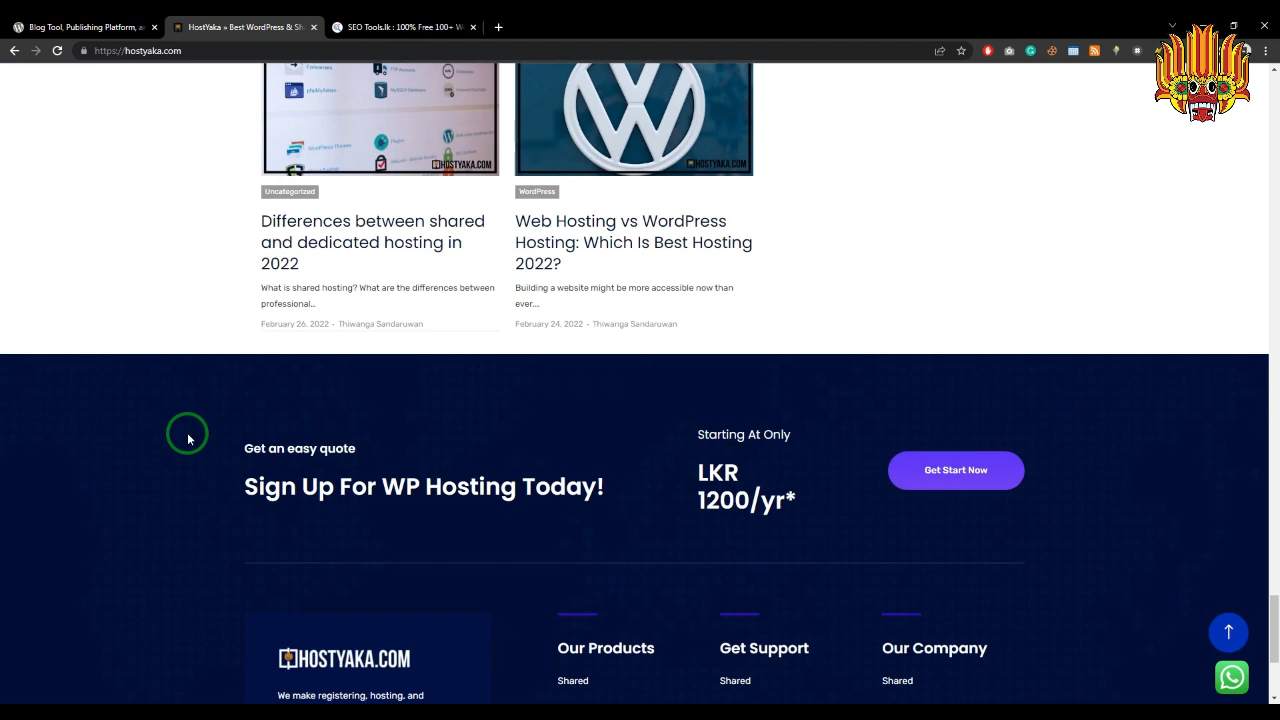 Blog Tool, Publishing Platform, a
HostYaka » Best WordPress & Sh
SEO Tools.lk : 100% Free 100+ W
https://hostyaka.com
phpMyAdmin
WordPress Themes
HOSTYAKA.COM
HOSTYAKA.COM
Uncategorized
WordPress
Differences between shared
and dedicated hosting in
2022
Web Hosting vs WordPress
Hosting: Which Is Best Hosting
2022?
What is shared hosting? What are the differences between
professional...
Building a website might be more accessible now than
ever....
February 26, 2022 - Thiwanga Sandaruwan
February 24, 2022 - Thiwanga Sandaruwan
Get an easy quote
Sign Up For WP Hosting Today!
Starting At Only
LKR
1200/yr*
Get Start Now
HOSTYAKA.COM
We make registering, hosting, and
Our Products
Shared
Get Support
Shared
Our Company
Shared